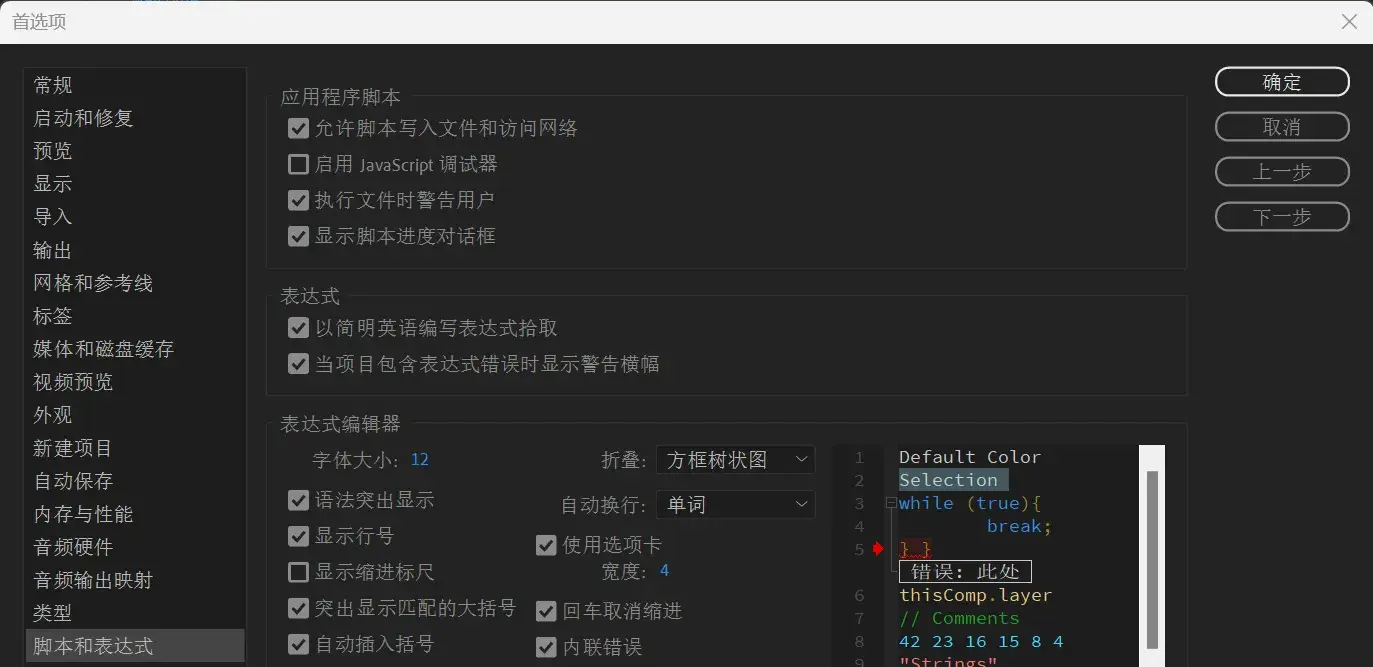 首选项
常规
启动和修复
预览
显示
导入
输出
网格和参考线
标签
媒体和磁盘缓存
视频预览
外观
新建项目
自动保存
内存与性能
音频硬件
音频输出映射
类型
脚本和表达式
应用程序脚本
允许脚本写入文件和访问网络
启用 JavaScript 调试器
执行文件时警告用户
显示脚本进度对话框
表达式
以简明英语编写表达式拾取
当项目包含表达式错误时显示警告横幅
表达式编辑器
字体大小: 12
语法突出显示
显示行号
显示缩进标尺
突出显示匹配的大括号
自动插入括号
折叠: 方框树状图
自动换行: 单词
使用选项卡
宽度: 4
回车取消缩进
内联错误
1 Default Color
2 Selection
3 while (true){
4 break;
5 } }
错误: 此处
6 thisComp.layer
7 // Comments
8 42 23 16 15 8 4
9 "Strings"
确定
取消
上一步
下一步